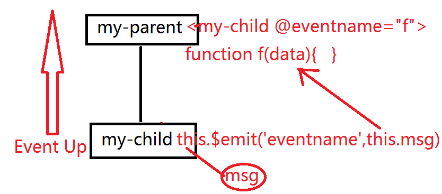 my-parent <my-child @eventname="f">
function f(data){ }
Event Up my-child this.$emit('eventname',this.msg)
msg